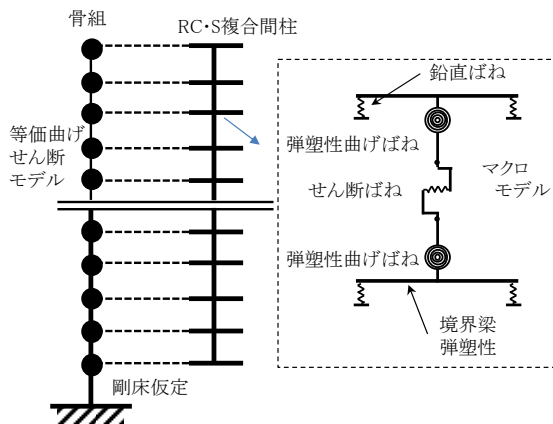 骨組
RC・S複合間柱
等価曲げ
せん断
モデル
剛床仮定
鉛直ばね
弾塑性曲げばね
せん断ばね
マクロ
モデル
弾塑性曲げばね
境界梁
弾塑性